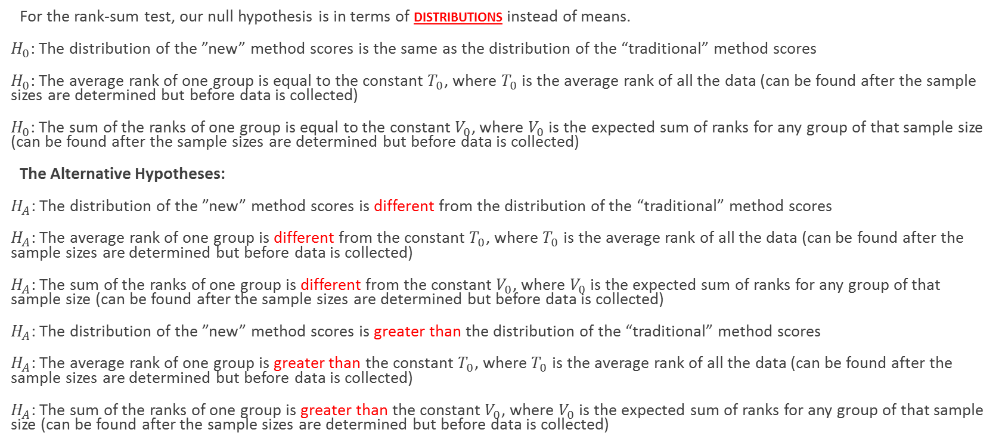 For the rank-sum test, our null hypothesis is in terms of DISTRIBUTIONS instead of means.
H₀: The distribution of the ”new” method scores is the same as the distribution of the “traditional” method scores
H₀: The average rank of one group is equal to the constant T₀, where T₀ is the average rank of all the data (can be found after the sample
sizes are determined but before data is collected)
H₀: The sum of the ranks of one group is equal to the constant V₀, where V₀ is the expected sum of ranks for any group of that sample size
(can be found after the sample sizes are determined but before data is collected)
The Alternative Hypotheses:
H_A: The distribution of the ”new” method scores is different from the distribution of the “traditional” method scores
H_A: The average rank of one group is different from the constant T₀, where T₀ is the average rank of all the data (can be found after the
sample sizes are determined but before data is collected)
H_A: The sum of the ranks of one group is different from the constant V₀, where V₀ is the expected sum of ranks for any group of that
sample size (can be found after the sample sizes are determined but before data is collected)
H_A: The distribution of the ”new” method scores is greater than the distribution of the “traditional” method scores
H_A: The average rank of one group is greater than the constant T₀, where T₀ is the average rank of all the data (can be found after the
sample sizes are determined but before data is collected)
H_A: The sum of the ranks of one group is greater than the constant V₀, where V₀ is the expected sum of ranks for any group of that sample
size (can be found after the sample sizes are determined but before data is collected)